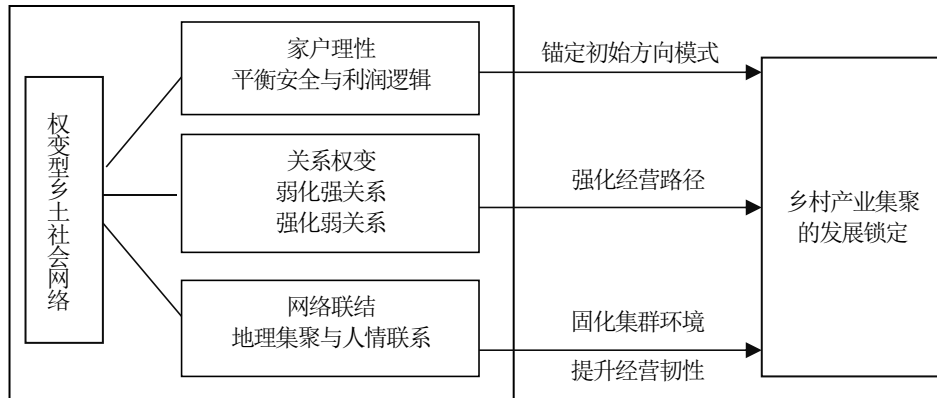 权变型乡土社会网络
家户理性
平衡安全与利润逻辑
关系权变
弱化强关系
强化弱关系
网络联结
地理集聚与人情联系
锚定初始方向模式
强化经营路径
固化集群环境
提升经营韧性
乡村产业集聚
的发展锁定